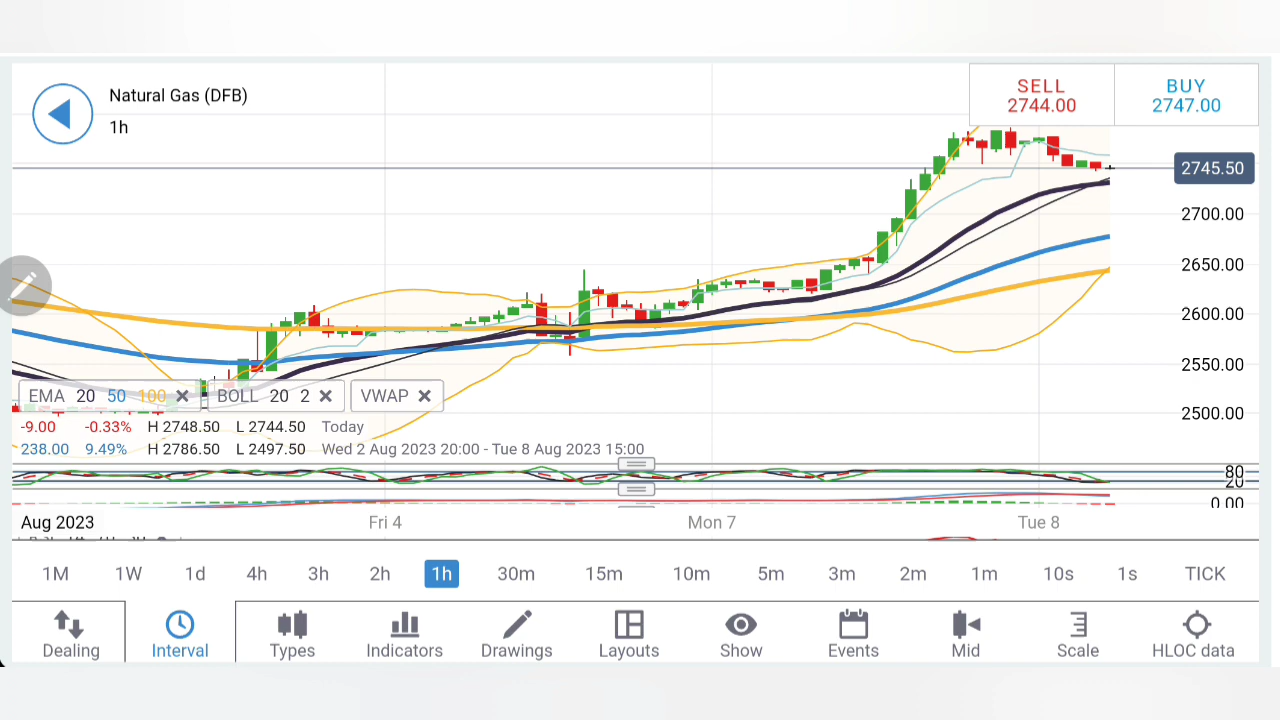 Natural Gas (DFB)
1h
SELL
2744.00
BUY
2747.00
2745.50
2700.00
2650.00
2600.00
2550.00
2500.00
EMA 20 50 100
BOLL 20 2
VWAP
-9.00 -0.33% H 2748.50 L 2744.50 Today
238.00 9.49% H 2786.50 L 2497.50 Wed 2 Aug 2023 20:00 - Tue 8 Aug 2023 15:00
80
20
0.00
Aug 2023 Fri 4 Mon 7 Tue 8
1M 1W 1d 4h 3h 2h 1h 30m 15m 10m 5m 3m 2m 1m 10s 1s TICK
Dealing Interval Types Indicators Drawings Layouts Show Events Mid Scale HLOC data